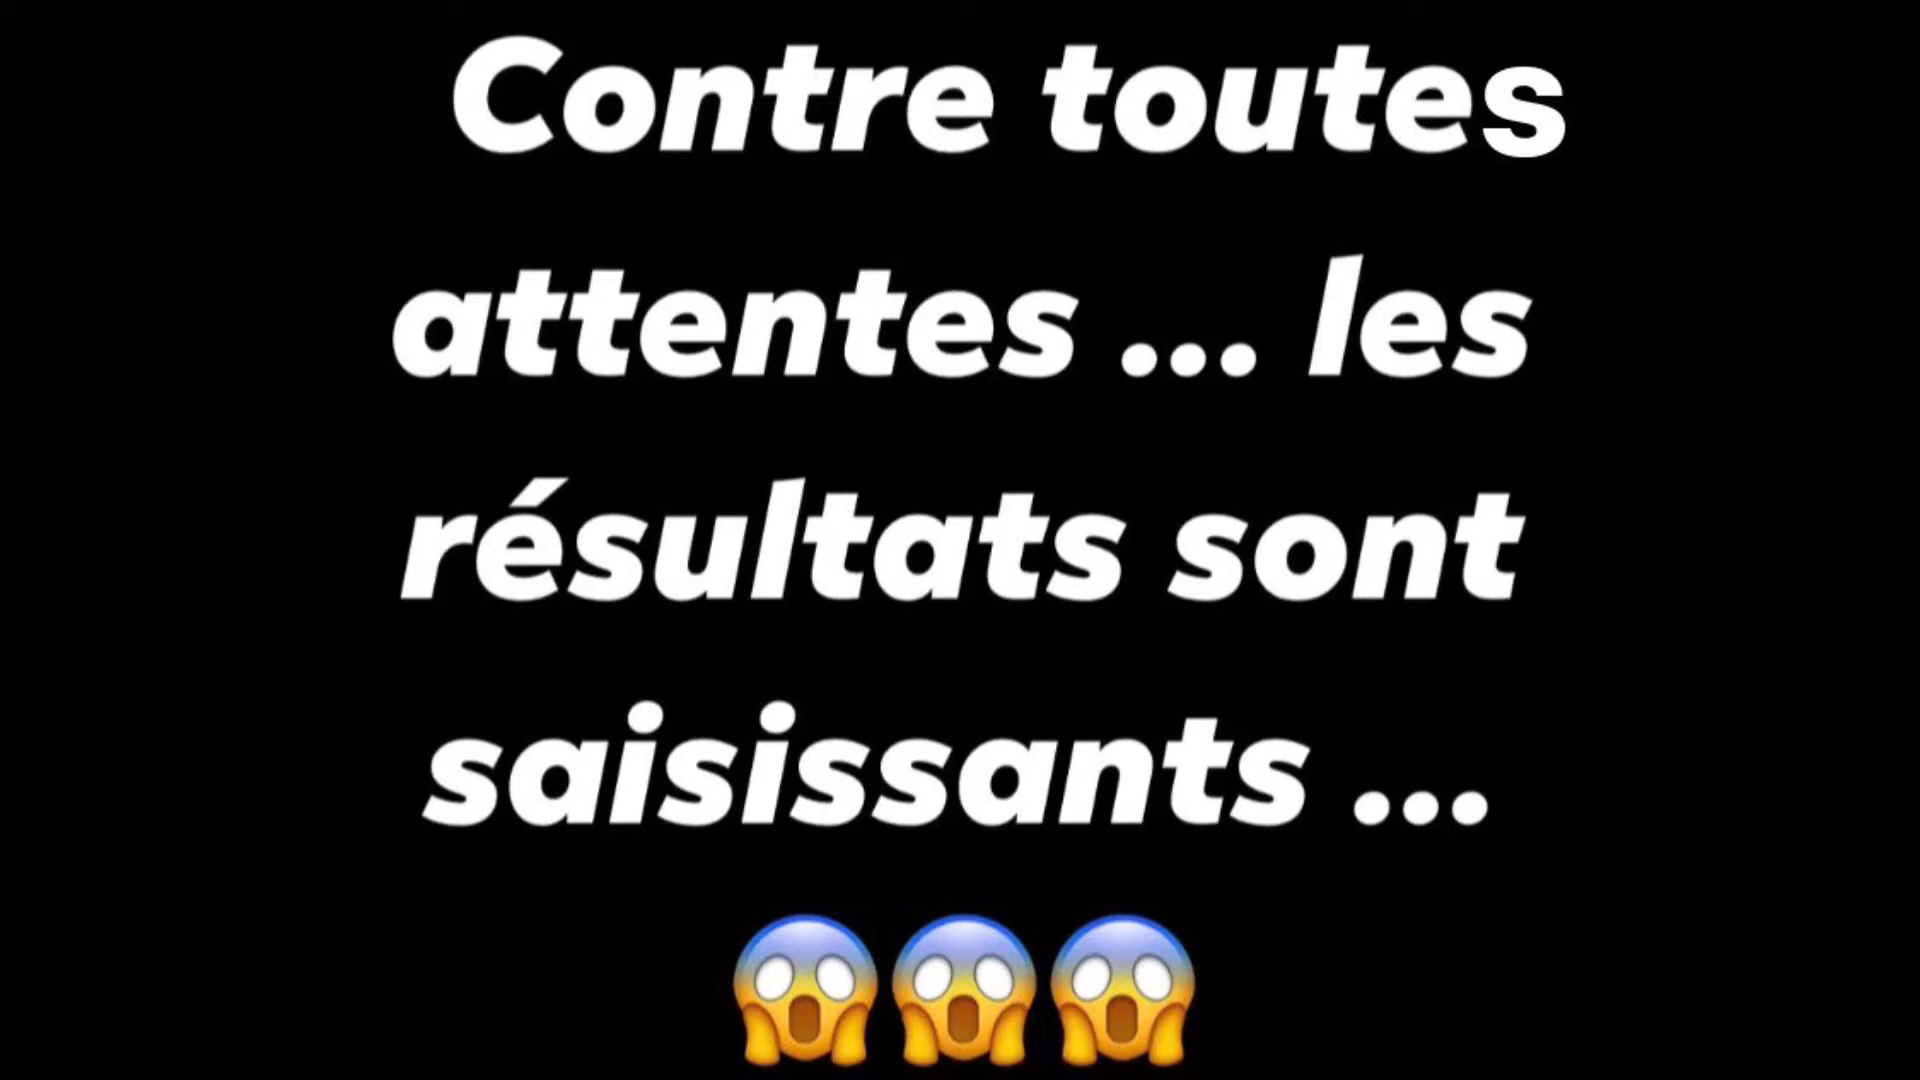 Contre toutes
attentes ... les
résultats sont
saisissants ...
😱😱😱